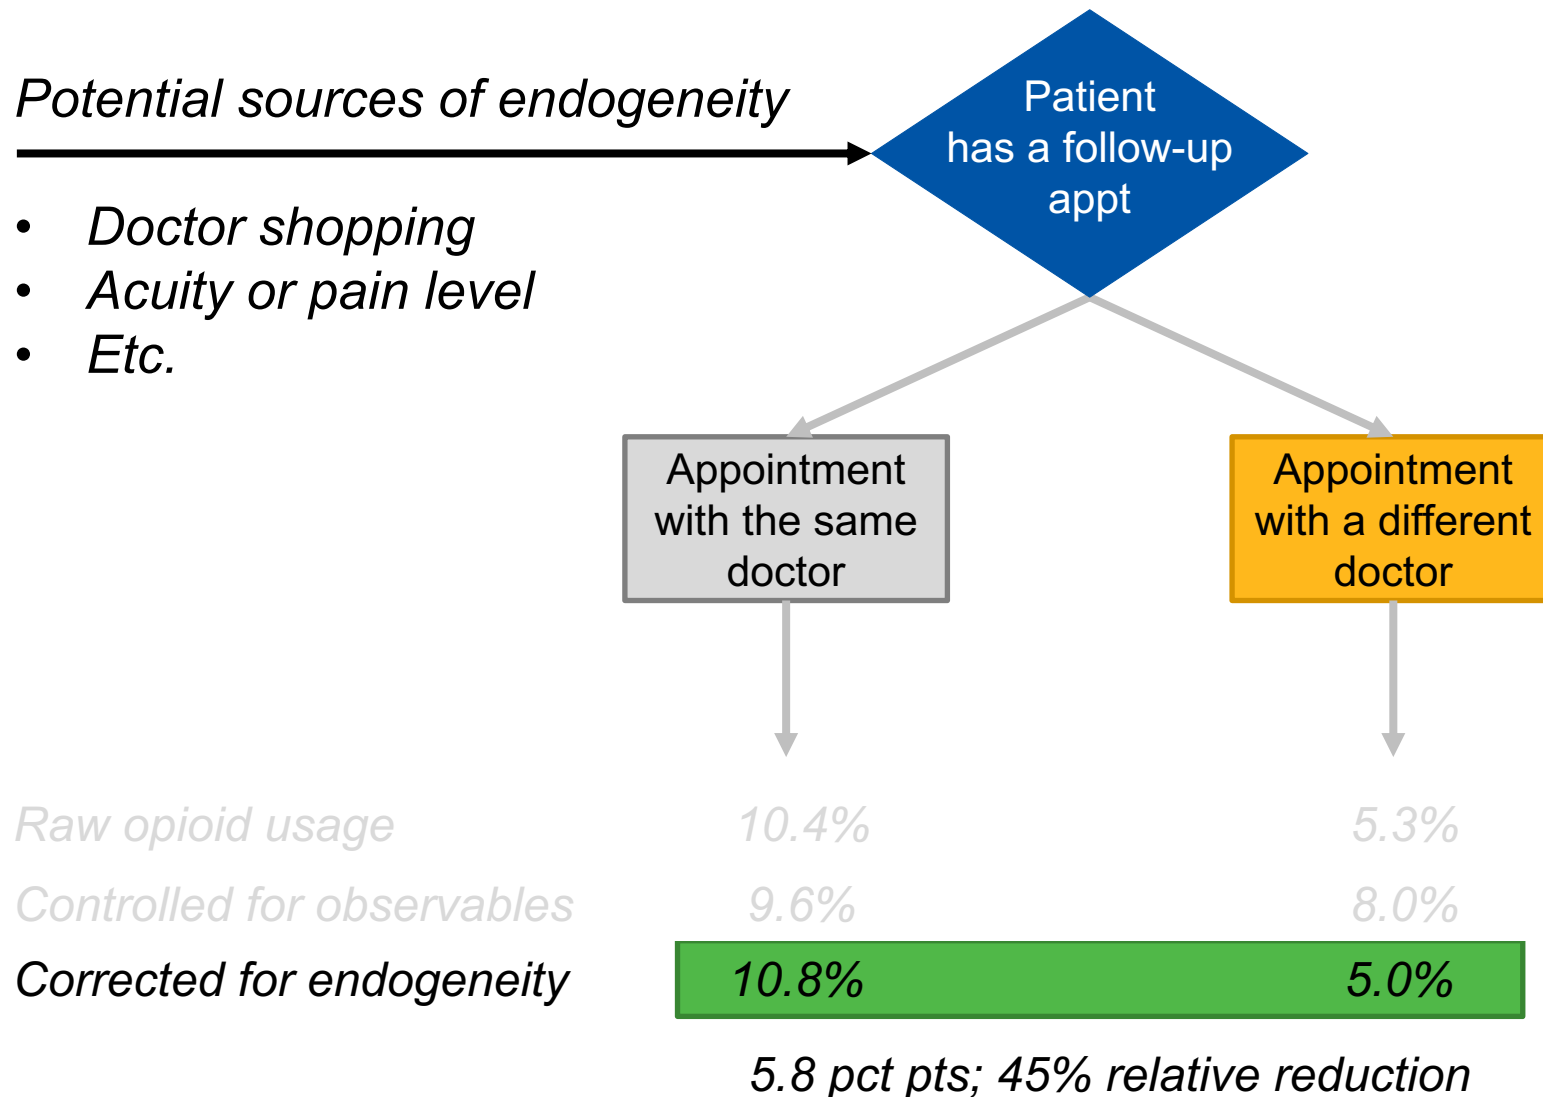 Potential sources of endogeneity
• Doctor shopping
• Acuity or pain level
• Etc.
Patient
has a follow-up
appt
Appointment
with the same
doctor
Appointment
with a different
doctor
Raw opioid usage 10.4% 5.3%
Controlled for observables 9.6% 8.0%
Corrected for endogeneity 10.8% 5.0%
5.8 pct pts; 45% relative reduction